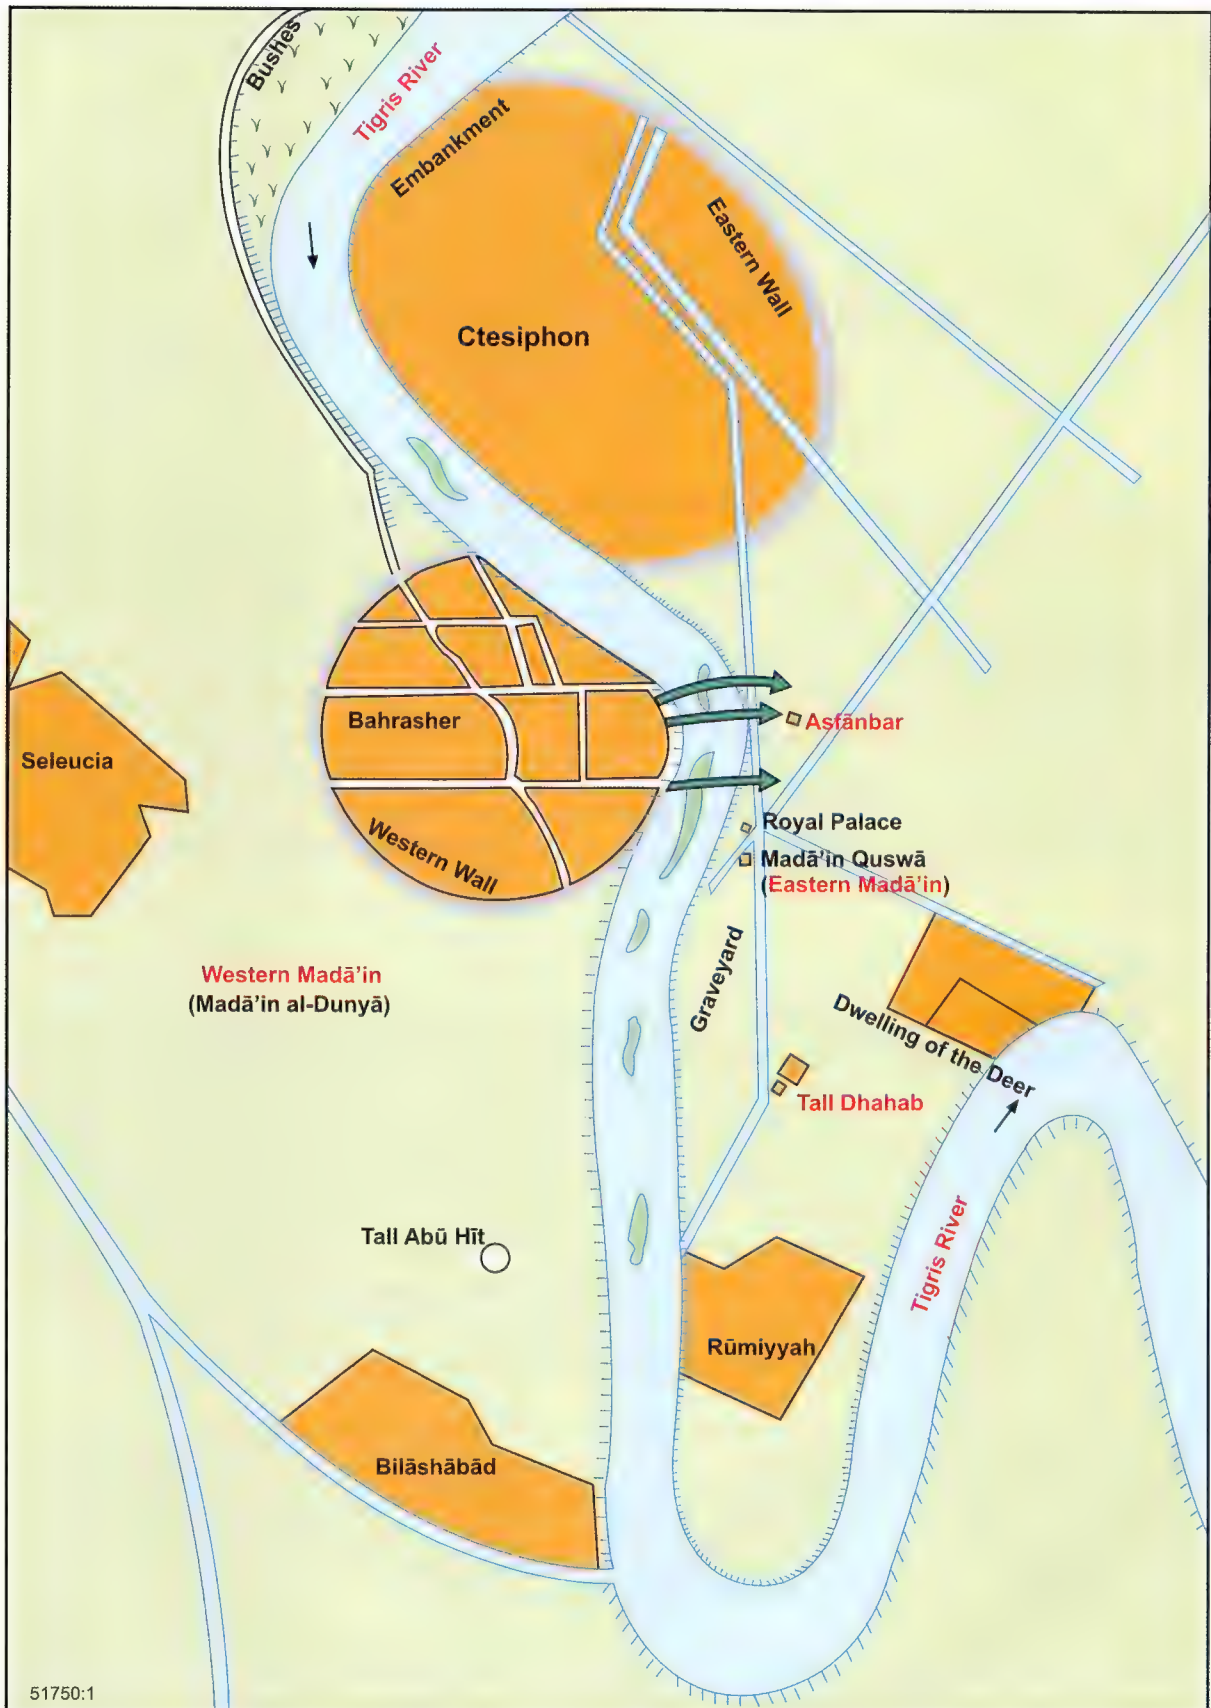 Bushes
Tigris River
Embankment
Eastern Wall
Ctesiphon
Bahrasher
Asfānbar
Seleucia
Royal Palace
Western Wall
Madā'in Quswā
(Eastern Madā'in)
Graveyard
Western Madā'in
(Madā'in al-Dunyā)
Dwelling of the Deer
Tall Dhahab
Tall Abū Hīt
Tigris River
Rūmiyyah
Bilāshābād
51750:1